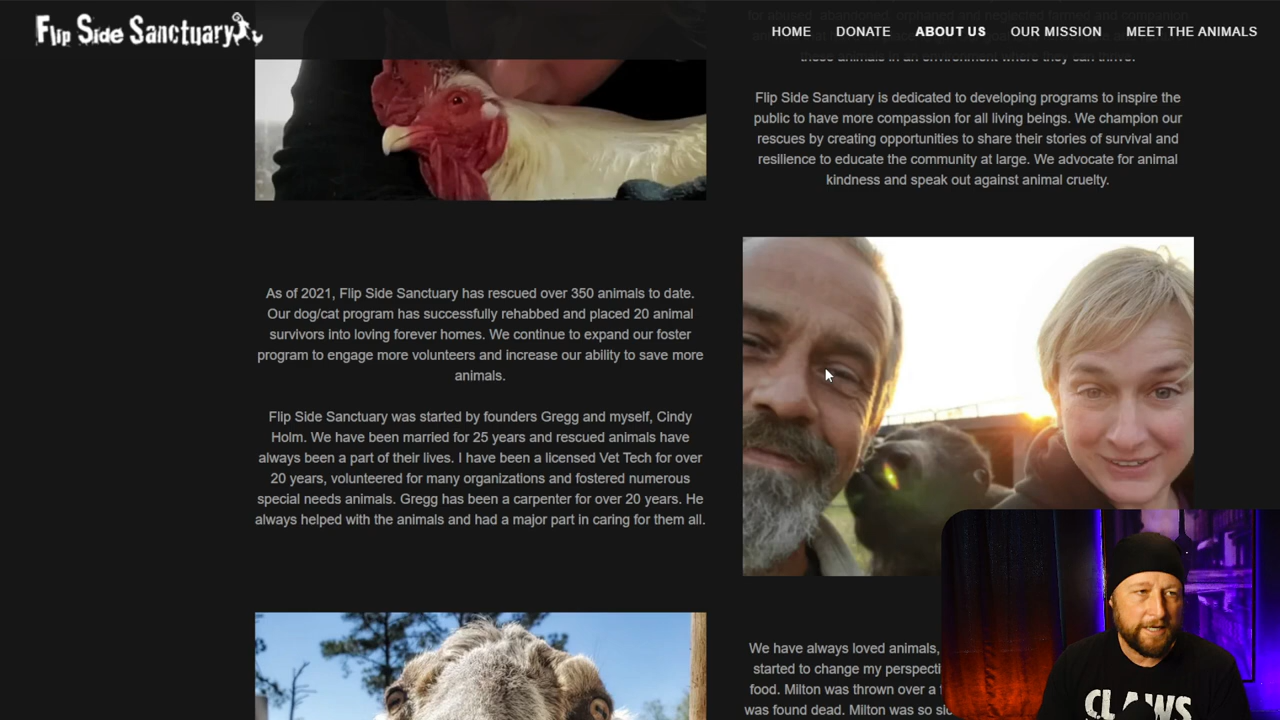 Flip Side Sanctuary
HOME DONATE ABOUT US OUR MISSION MEET THE ANIMALS
for abused, abandoned, orphaned and neglected farmed and companion
these animals in an environment where they can thrive.
Flip Side Sanctuary is dedicated to developing programs to inspire the
public to have more compassion for all living beings. We champion our
rescues by creating opportunities to share their stories of survival and
resilience to educate the community at large. We advocate for animal
kindness and speak out against animal cruelty.
As of 2021, Flip Side Sanctuary has rescued over 350 animals to date.
Our dog/cat program has successfully rehabbed and placed 20 animal
survivors into loving forever homes. We continue to expand our foster
program to engage more volunteers and increase our ability to save more
animals.
Flip Side Sanctuary was started by founders Gregg and myself, Cindy
Holm. We have been married for 25 years and rescued animals have
always been a part of their lives. I have been a licensed Vet Tech for over
20 years, volunteered for many organizations and fostered numerous
special needs animals. Gregg has been a carpenter for over 20 years. He
always helped with the animals and had a major part in caring for them all.
We have always loved animals,
started to change my perspecti
food. Milton was thrown over a f
was found dead. Milton was so
CLAWS